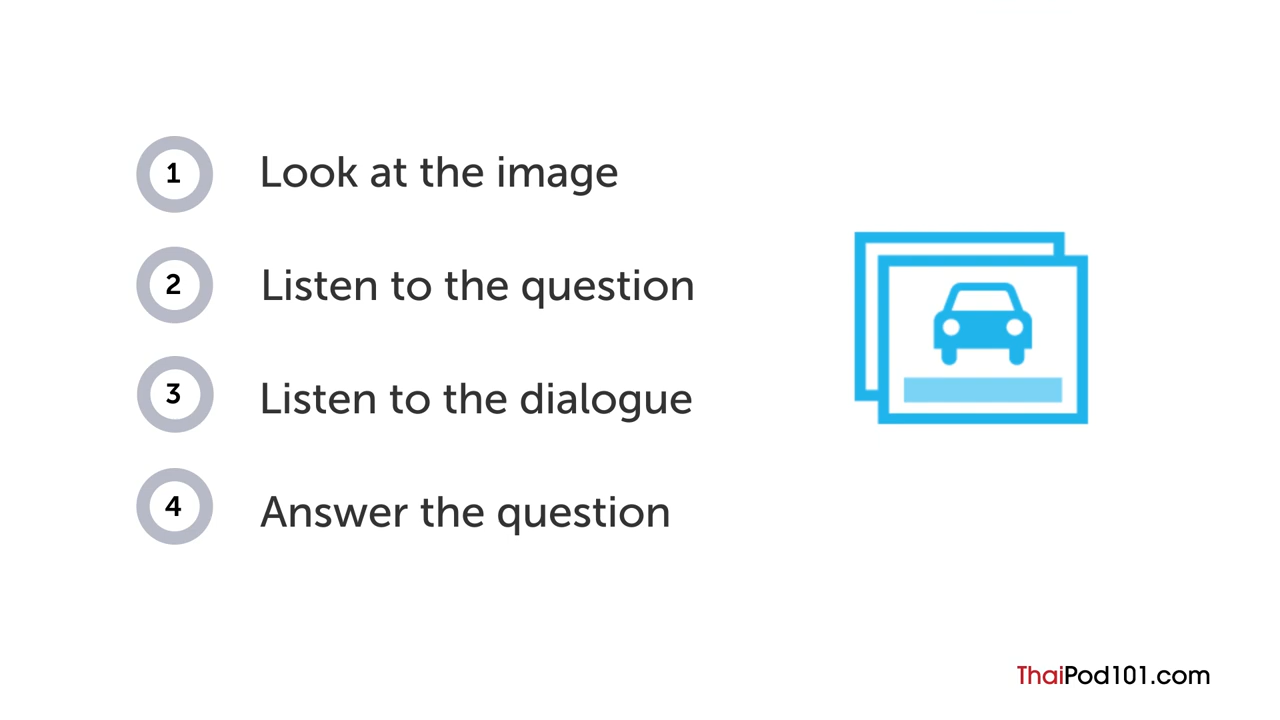 1 Look at the image
2 Listen to the question
3 Listen to the dialogue
4 Answer the question
ThaiPod101.com